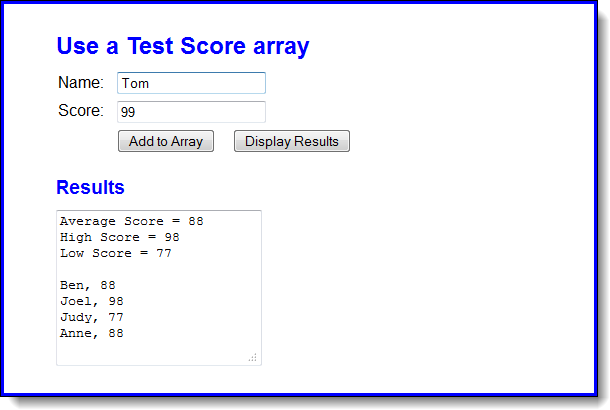 Use a Test Score array
Name: Tom
Score: 99
Add to Array Display Results
Results
Average Score = 88
High Score = 98
Low Score = 77
Ben, 88
Joel, 98
Judy, 77
Anne, 88